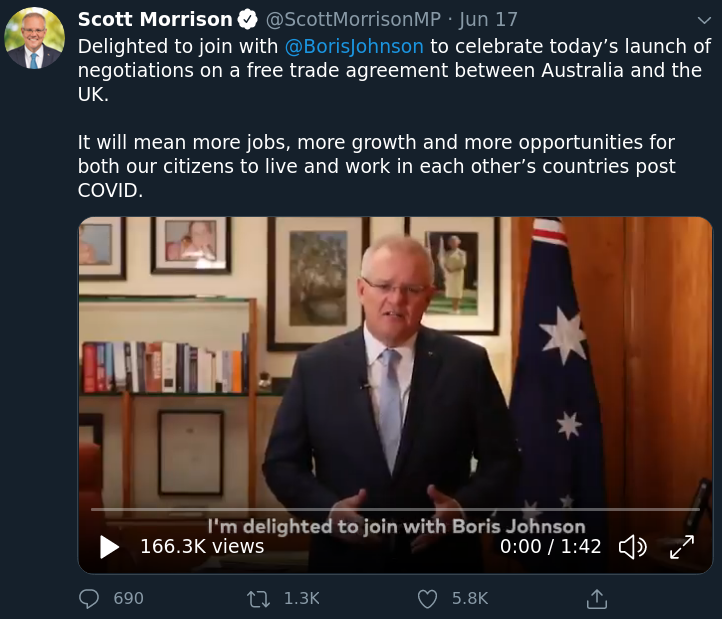 Scott Morrison @ScottMorrisonMP · Jun 17
Delighted to join with @BorisJohnson to celebrate today’s launch of
negotiations on a free trade agreement between Australia and the
UK.
It will mean more jobs, more growth and more opportunities for
both our citizens to live and work in each other’s countries post
COVID.
I'm delighted to join with Boris Johnson
166.3K views
0:00 / 1:42
690
1.3K
5.8K